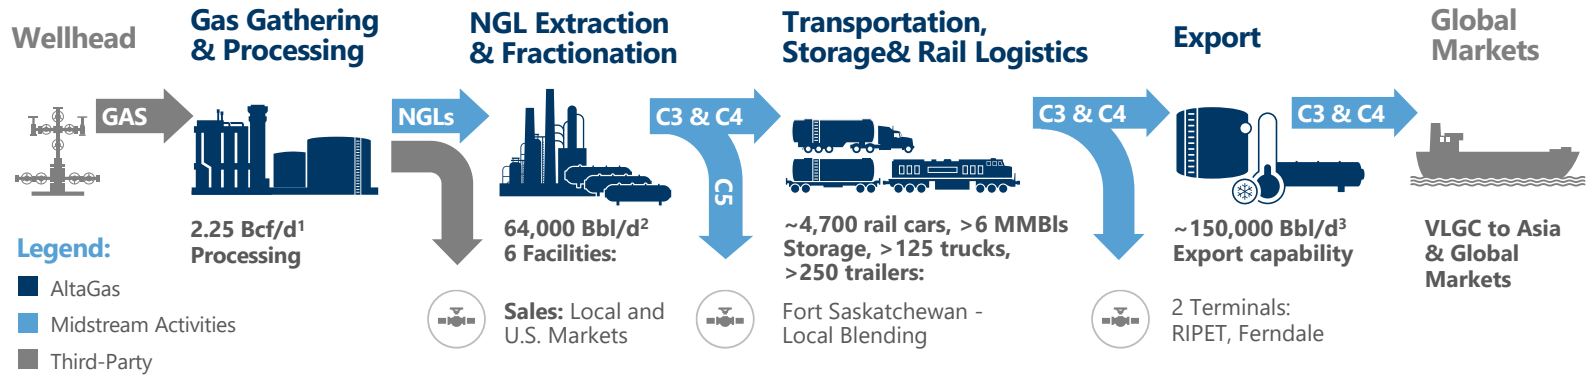 Wellhead
Gas Gathering
& Processing
NGL Extraction
& Fractionation
Transportation,
Storage& Rail Logistics
Export
Global
Markets
GAS
NGLs
C3 & C4
C5
C3 & C4
C3 & C4
2.25 Bcf/d¹
Processing
64,000 Bbl/d²
6 Facilities:
~4,700 rail cars, >6 MMBls
Storage, >125 trucks,
>250 trailers:
~150,000 Bbl/d³
Export capability
VLGC to Asia
& Global
Markets
Legend:
AltaGas
Midstream Activities
Third-Party
Sales: Local and
U.S. Markets
Fort Saskatchewan -
Local Blending
2 Terminals:
RIPET, Ferndale